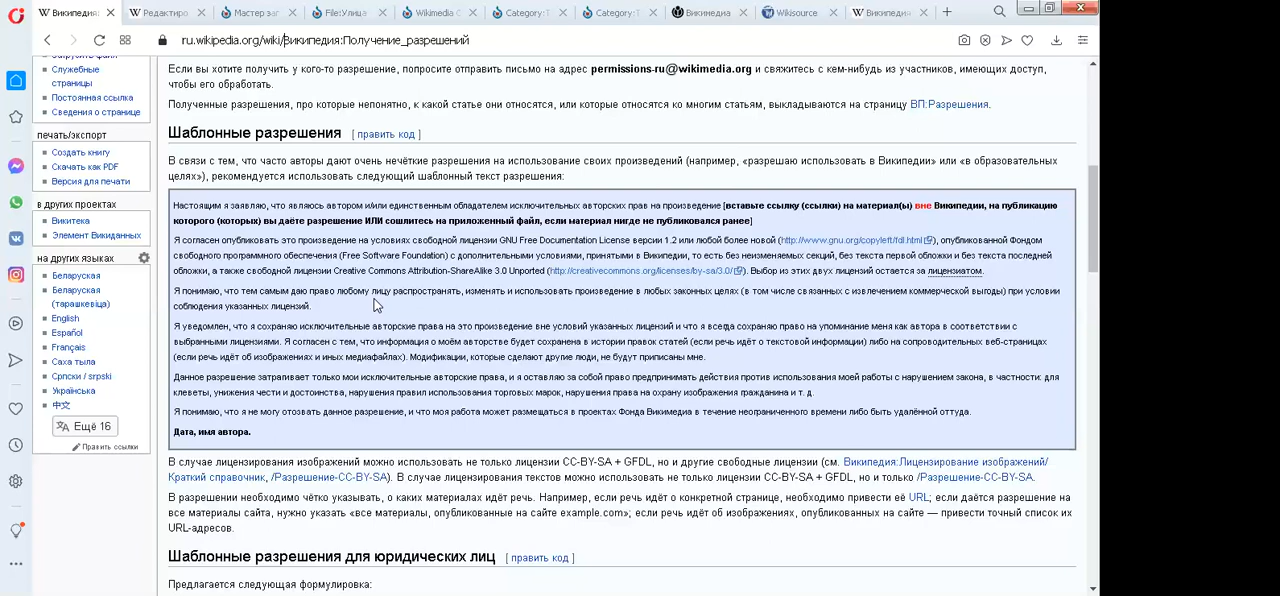 Википедия:
Редактиро
Мастер заг
File:Улица
Wikimedia C
Category:T
Category:T
Викимедиа
Wikisource
Википедия
ru.wikipedia.org/wiki/Википедия:Получение_разрешений
Служебные
страницы
Постоянная ссылка
Сведения о странице
печать/экспорт
Создать книгу
Скачать как PDF
Версия для печати
в других проектах
Викитека
Элемент Викиданных
на других языках
Беларуская
Беларуская
(тарашкевіца)
English
Español
Français
Саха тыла
Српски / srpski
Українська
中文
Ещё 16
Править ссылки
Если вы хотите получить у кого-то разрешение, попросите отправить письмо на адрес permissions-ru@wikimedia.org и свяжитесь с кем-нибудь из участников, имеющих доступ,
чтобы его обработать.
Полученные разрешения, про которые непонятно, к какой статье они относятся, или которые относятся ко многим статьям, выкладываются на страницу ВП:Разрешения.
Шаблонные разрешения [ править код ]
В связи с тем, что часто авторы дают очень нечёткие разрешения на использование своих произведений (например, «разрешаю использовать в Википедии» или «в образовательных
целях»), рекомендуется использовать следующий шаблонный текст разрешения:
Настоящим я заявляю, что являюсь автором и/или единственным обладателем исключительных авторских прав на произведение [вставьте ссылку (ссылки) на материал(ы) вне Википедии, на публикацию
которого (которых) вы даёте разрешение ИЛИ сошлитесь на приложенный файл, если материал нигде не публиковался ранее]
Я согласен опубликовать это произведение на условиях свободной лицензии GNU Free Documentation License версии 1.2 или любой более новой (http://www.gnu.org/copyleft/fdl.html), опубликованной Фондом
свободного программного обеспечения (Free Software Foundation) с дополнительными условиями, принятыми в Википедии, то есть без неизменяемых секций, без текста первой обложки и без текста последней
обложки, а также свободной лицензии Creative Commons Attribution-ShareAlike 3.0 Unported (http://creativecommons.org/licenses/by-sa/3.0/). Выбор из этих двух лицензий остается за лицензиатом.
Я понимаю, что тем самым даю право любому лицу распространять, изменять и использовать произведение в любых законных целях (в том числе связанных с извлечением коммерческой выгоды) при условии
соблюдения указанных лицензий.
Я уведомлен, что я сохраняю исключительные авторские права на это произведение вне условий указанных лицензий и что я всегда сохраняю право на упоминание меня как автора в соответствии с
выбранными лицензиями. Я согласен с тем, что информация о моём авторстве будет сохранена в истории правок статей (если речь идёт о текстовой информации) либо на сопроводительных веб-страницах
(если речь идёт об изображениях и иных медиафайлах). Модификации, которые сделают другие люди, не будут приписаны мне.
Данное разрешение затрагивает только мои исключительные авторские права, и я оставляю за собой право предпринимать действия против использования моей работы с нарушением закона, в частности: для
клеветы, унижения чести и достоинства, нарушения правил использования торговых марок, нарушения права на охрану изображения гражданина и т. д.
Я понимаю, что я не могу отозвать данное разрешение, и что моя работа может размещаться в проектах Фонда Викимедиа в течение неограниченного времени либо быть удалённой оттуда.
Дата, имя автора.
В случае лицензирования изображений можно использовать не только лицензии CC-BY-SA + GFDL, но и другие свободные лицензии (см. Википедия:Лицензирование изображений/
Краткий справочник, /Разрешение-CC-BY-SA). В случае лицензирования текстов можно использовать не только лицензии CC-BY-SA + GFDL, но и только /Разрешение-CC-BY-SA.
В разрешении необходимо чётко указывать, о каких материалах идёт речь. Например, если речь идёт о конкретной странице, необходимо привести её URL; если даётся разрешение на
все материалы сайта, нужно указать «все материалы, опубликованные на сайте example.com»; если речь идёт об изображениях, опубликованных на сайте — привести точный список их
URL-адресов.
Шаблонные разрешения для юридических лиц [ править код ]
Предлагается следующая формулировка: